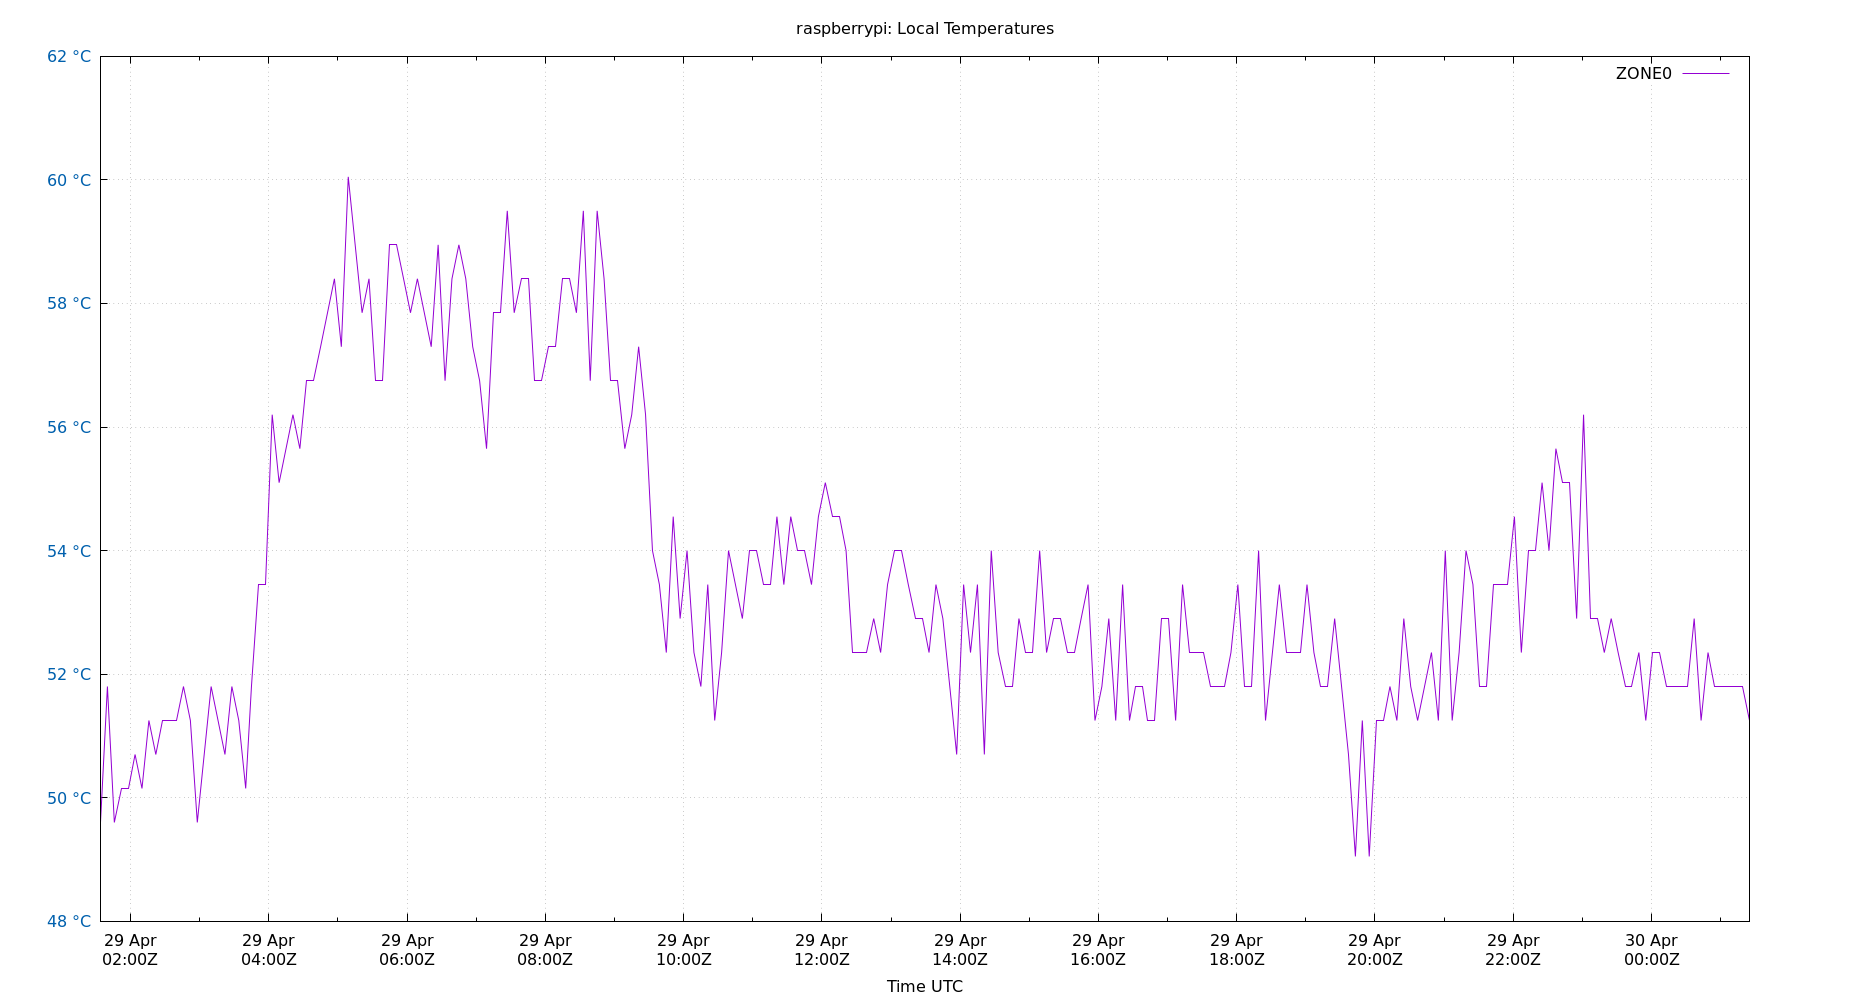 raspberrypi: Local Temperatures
62 °C
ZONE0
60 °C
58 °C
56 °C
54 °C
52 °C
50 °C
48 °C
29 Apr 29 Apr 29 Apr 29 Apr 29 Apr 29 Apr 29 Apr 29 Apr 29 Apr 29 Apr 29 Apr 30 Apr
02:00Z 04:00Z 06:00Z 08:00Z 10:00Z 12:00Z 14:00Z 16:00Z 18:00Z 20:00Z 22:00Z 00:00Z
Time UTC